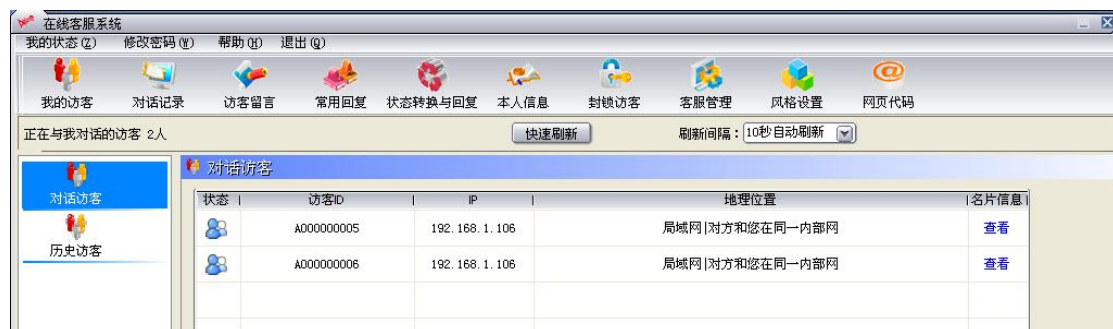 在线客服系统
我的状态(Z) 修改密码(W) 帮助(H) 退出(Q)
我的访客 对话记录 访客留言 常用回复 状态转换与回复 本人信息 封锁访客 客服管理 风格设置 网页代码
正在与我对话的访客 2人 快速刷新 刷新间隔：10秒自动刷新
对话访客
历史访客
对话访客
状态 访客ID IP 地理位置 名片信息
A000000005 192.168.1.106 局域网|对方和您在同一内部网 查看
A000000006 192.168.1.106 局域网|对方和您在同一内部网 查看